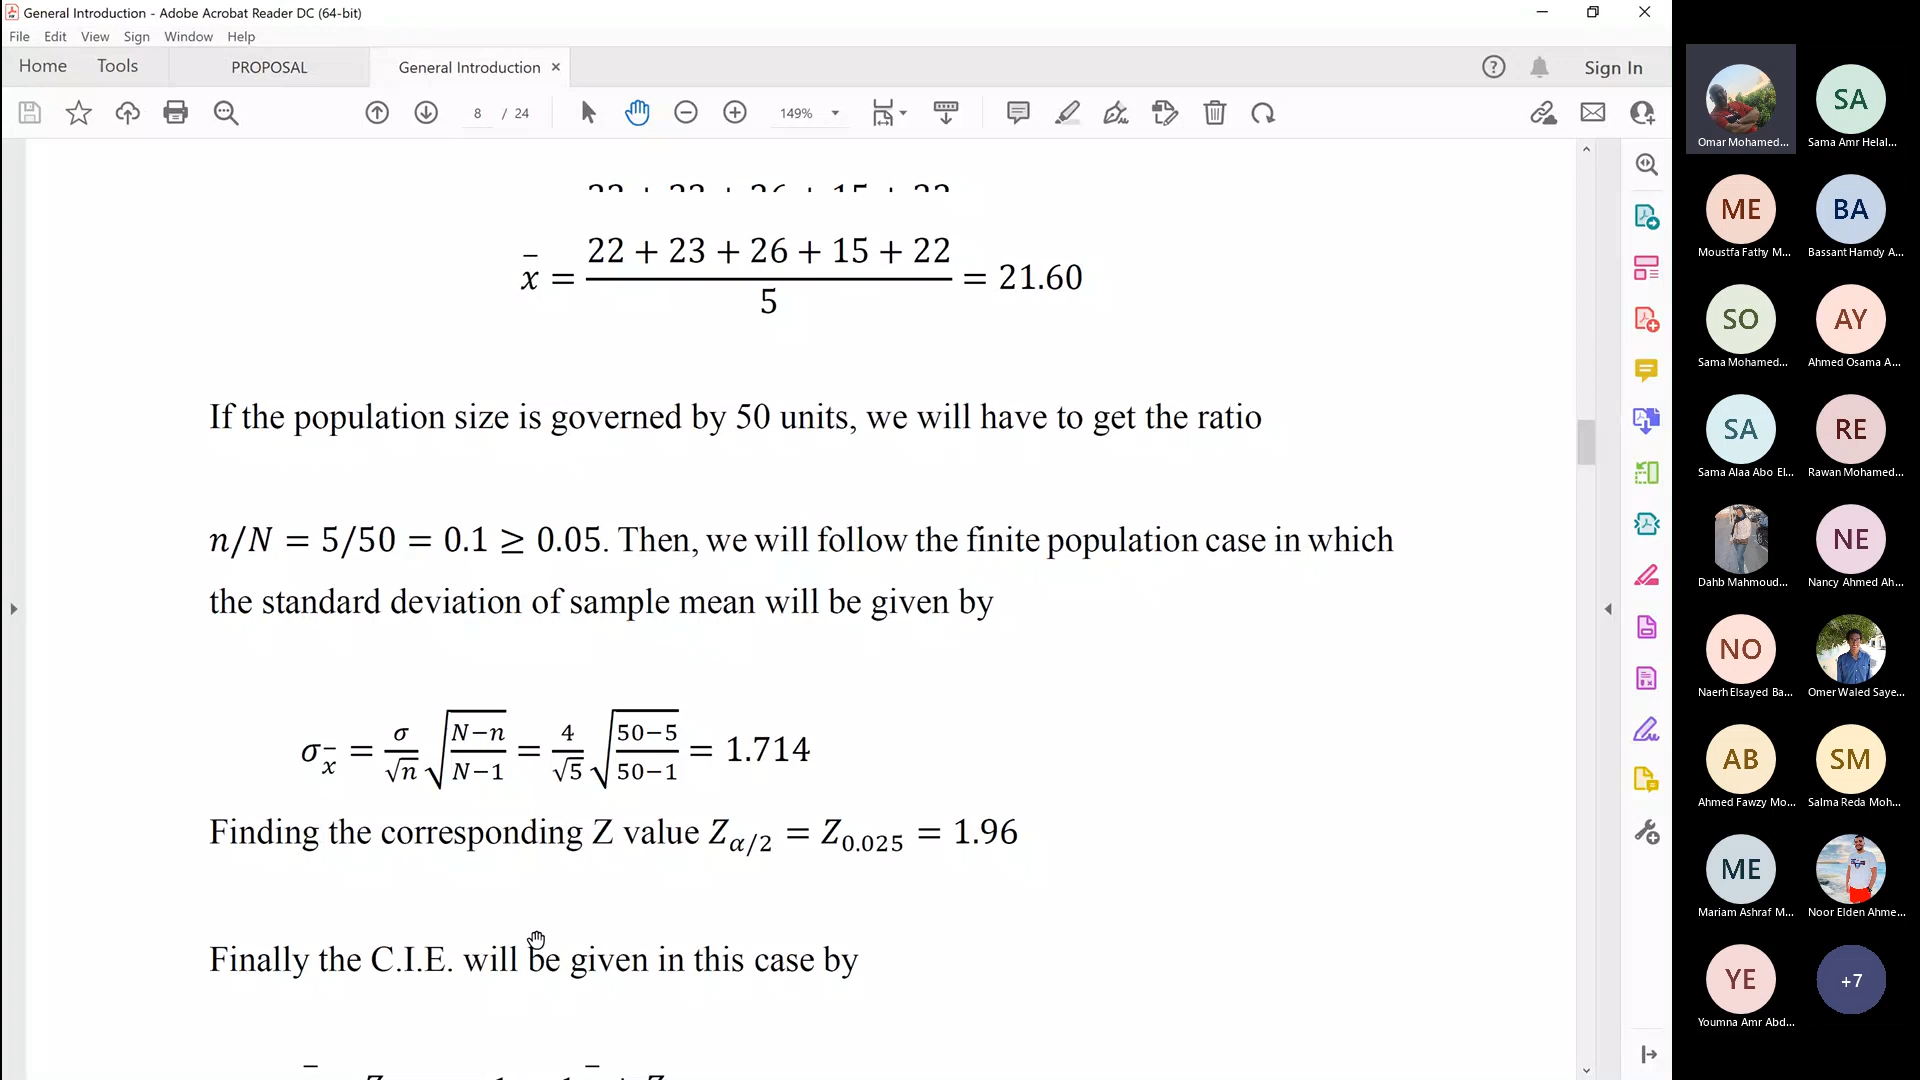 General Introduction - Adobe Acrobat Reader DC (64-bit)
File Edit View Sign Window Help
Home Tools PROPOSAL General Introduction × Sign In
8 / 24 149%
x̄ = (22 + 23 + 26 + 15 + 22)/5 = 21.60
If the population size is governed by 50 units, we will have to get the ratio
n/N = 5/50 = 0.1 ≥ 0.05. Then, we will follow the finite population case in which
the standard deviation of sample mean will be given by
σ_x̄ = σ/√n √((N−n)/(N−1)) = 4/√5 √((50−5)/(50−1)) = 1.714
Finding the corresponding Z value Z_α/2 = Z_0.025 = 1.96
Finally the C.I.E. will be given in this case by
Omar Mohamed...
SA
Sama Amr Helal...
ME
Moustfa Fathy M...
BA
Bassant Hamdy A...
SO
Sama Mohamed...
AY
Ahmed Osama A...
SA
Sama Alaa Abo El...
RE
Rawan Mohamed...
Dahb Mahmoud...
NE
Nancy Ahmed Ah...
NO
Naerh Elsayed Ba...
Omer Waled Saye...
AB
Ahmed Fawzy Mo...
SM
Salma Reda Moh...
ME
Mariam Ashraf M...
Noor Elden Ahme...
YE
Youmna Amr Abd...
+7